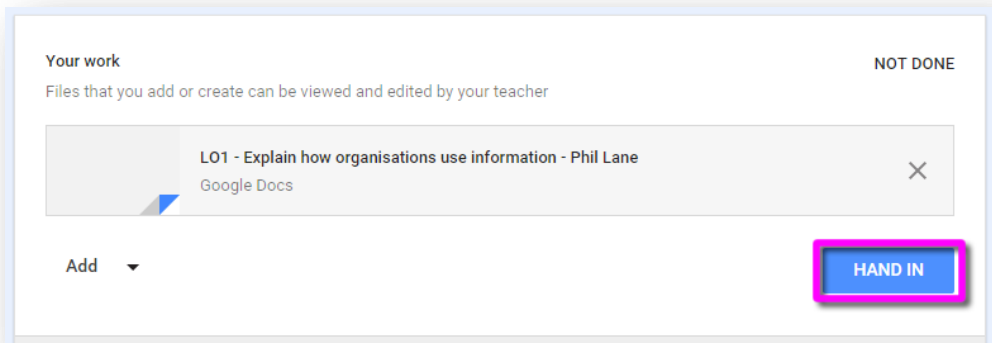 Your work
NOT DONE
Files that you add or create can be viewed and edited by your teacher
LO1 - Explain how organisations use information - Phil Lane
Google Docs
Add
HAND IN